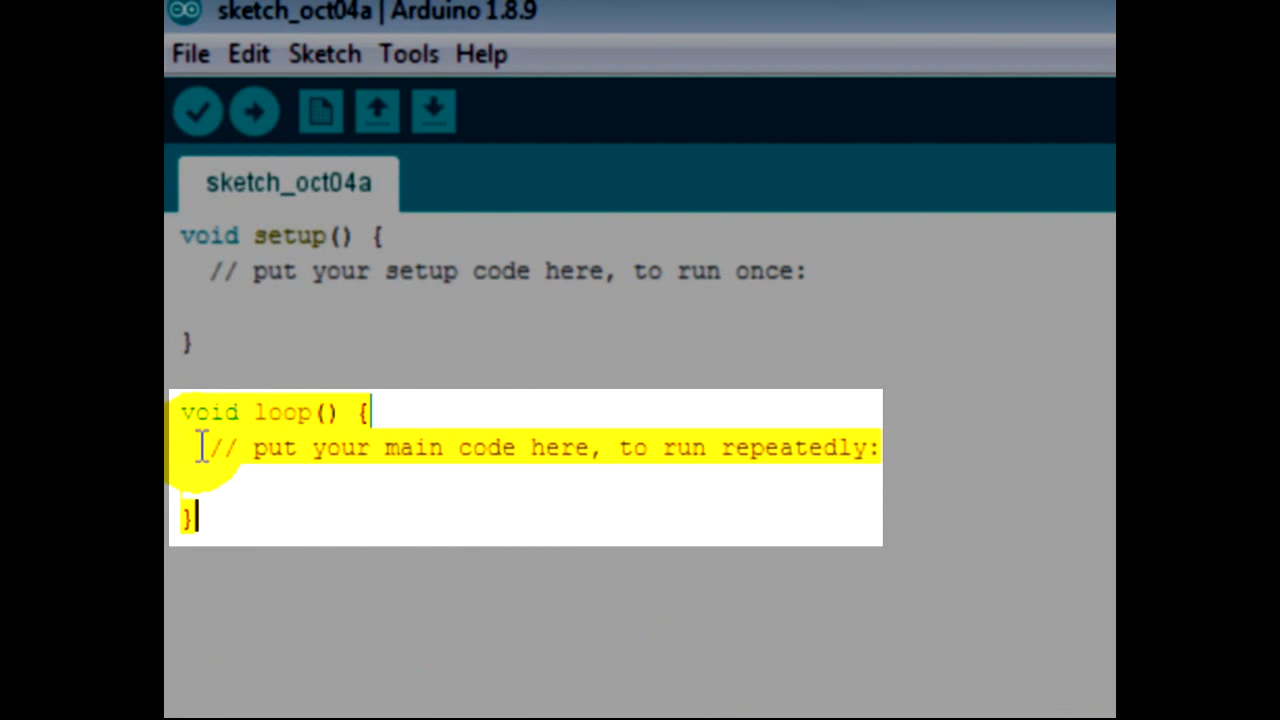 sketch_oct04a | Arduino 1.8.9
File Edit Sketch Tools Help
sketch_oct04a
void setup() {
  // put your setup code here, to run once:
}
void loop() {
  // put your main code here, to run repeatedly:
}